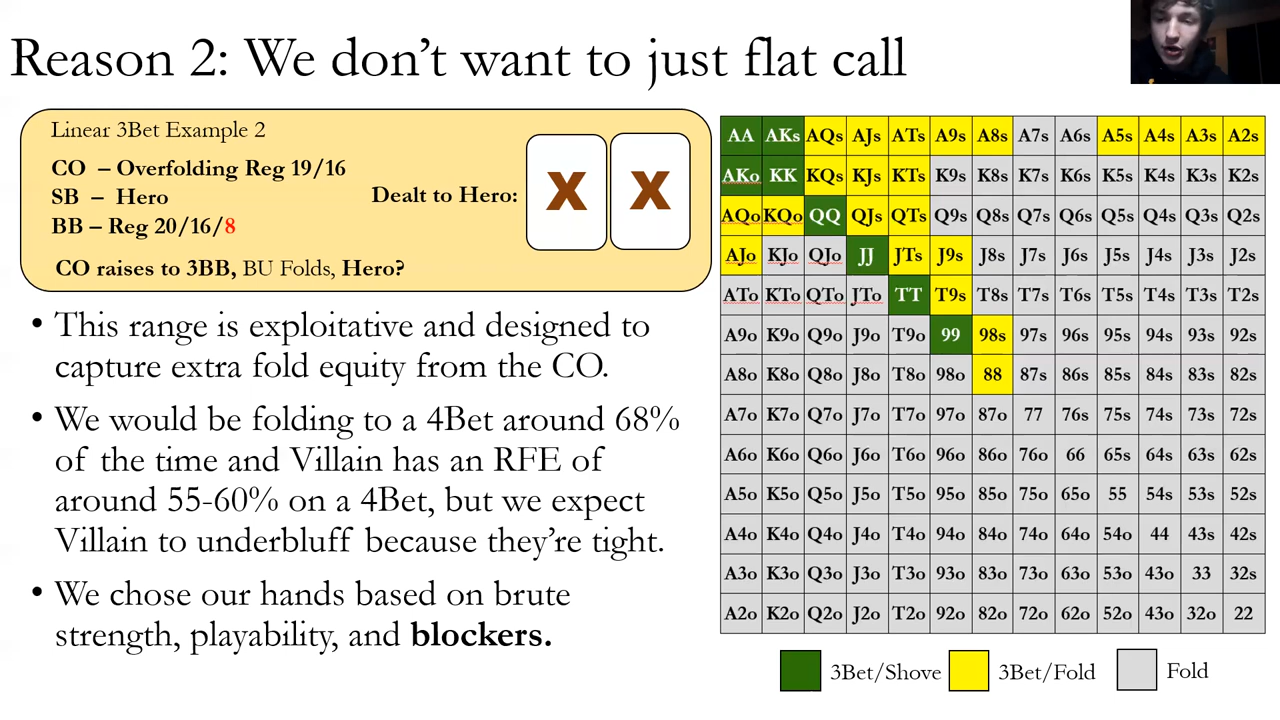 Reason 2: We don't want to just flat call
Linear 3Bet Example 2
CO – Overfolding Reg 19/16
SB – Hero
BB – Reg 20/16/8
Dealt to Hero:
X X
CO raises to 3BB, BU Folds, Hero?
• This range is exploitative and designed to
capture extra fold equity from the CO.
• We would be folding to a 4Bet around 68%
of the time and Villain has an RFE of
around 55-60% on a 4Bet, but we expect
Villain to underbluff because they're tight.
• We chose our hands based on brute
strength, playability, and blockers.
AA AKs AQs AJs ATs A9s A8s A7s A6s A5s A4s A3s A2s
AKo KK KQs KJs KTs K9s K8s K7s K6s K5s K4s K3s K2s
AQo KQo QQ QJs QTs Q9s Q8s Q7s Q6s Q5s Q4s Q3s Q2s
AJo KJo QJo JJ JTs J9s J8s J7s J6s J5s J4s J3s J2s
ATo KTo QTo JTo TT T9s T8s T7s T6s T5s T4s T3s T2s
A9o K9o Q9o J9o T9o 99 98s 97s 96s 95s 94s 93s 92s
A8o K8o Q8o J8o T8o 98o 88 87s 86s 85s 84s 83s 82s
A7o K7o Q7o J7o T7o 97o 87o 77 76s 75s 74s 73s 72s
A6o K6o Q6o J6o T6o 96o 86o 76o 66 65s 64s 63s 62s
A5o K5o Q5o J5o T5o 95o 85o 75o 65o 55 54s 53s 52s
A4o K4o Q4o J4o T4o 94o 84o 74o 64o 54o 44 43s 42s
A3o K3o Q3o J3o T3o 93o 83o 73o 63o 53o 43o 33 32s
A2o K2o Q2o J2o T2o 92o 82o 72o 62o 52o 43o 32o 22
3Bet/Shove 3Bet/Fold Fold